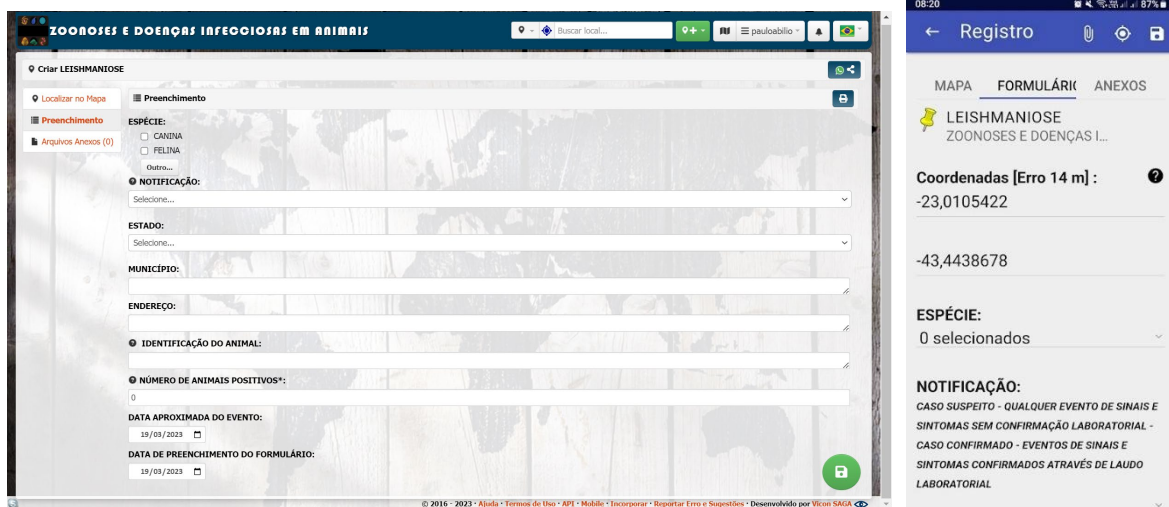 ZOONOSES E DOENÇAS INFECCIOSAS EM ANIMAIS
Buscar local...
pauloabilio
Criar LEISHMANIOSE
Localizar no Mapa
Preenchimento
Arquivos Anexos (0)
Preenchimento
ESPÉCIE:
CANINA
FELINA
Outro...
NOTIFICAÇÃO:
Selecione...
ESTADO:
Selecione...
MUNICÍPIO:
ENDEREÇO:
IDENTIFICAÇÃO DO ANIMAL:
NÚMERO DE ANIMAIS POSITIVOS*:
0
DATA APROXIMADA DO EVENTO:
19/03/2023
DATA DE PREENCHIMENTO DO FORMULÁRIO:
19/03/2023
© 2016 - 2023 · Ajuda · Termos de Uso · API · Mobile · Incorporar · Reportar Erro e Sugestões · Desenvolvido por Vicon SAGA
08:20
87%
Registro
MAPA FORMULÁRIO ANEXOS
LEISHMANIOSE
ZOONOSES E DOENÇAS I...
Coordenadas [Erro 14 m] :
-23,0105422
-43,4438678
ESPÉCIE:
0 selecionados
NOTIFICAÇÃO:
CASO SUSPEITO - QUALQUER EVENTO DE SINAIS E
SINTOMAS SEM CONFIRMAÇÃO LABORATORIAL -
CASO CONFIRMADO - EVENTOS DE SINAIS E
SINTOMAS CONFIRMADOS ATRAVÉS DE LAUDO
LABORATORIAL